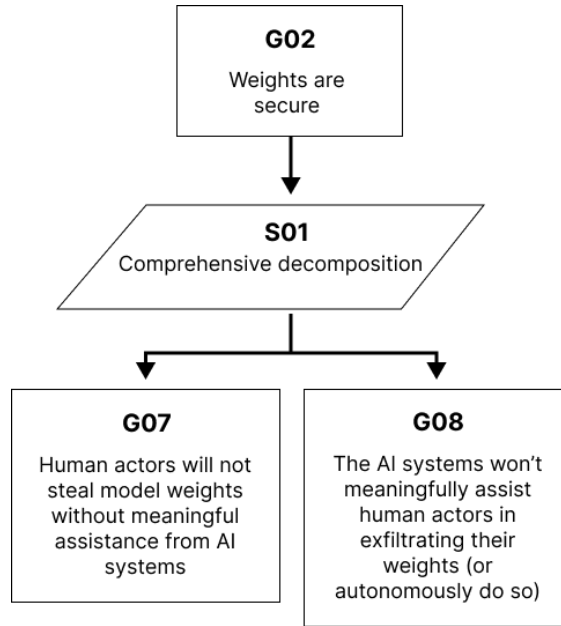 G02
Weights are
secure
S01
Comprehensive decomposition
G07
Human actors will not
steal model weights
without meaningful
assistance from AI
systems
G08
The AI systems won’t
meaningfully assist
human actors in
exfiltrating their
weights (or
autonomously do so)